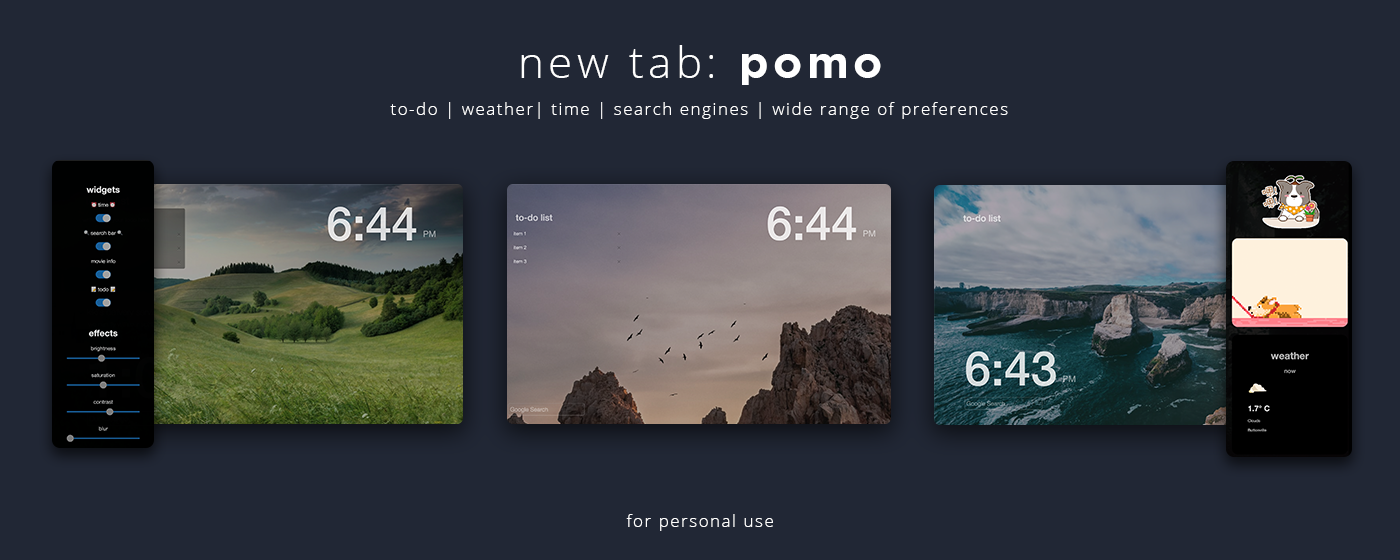 new tab: pomo
to-do | weather| time | search engines | wide range of preferences
widgets
⏰ time ⏰
🔍 search bar 🔍
movie info
📝 todo 📝
effects
brightness
saturation
contrast
blur
6:44 PM
to-do list
item 1
item 2
item 3
6:44 PM
Google Search
to-do list
6:43 PM
Google Search
weather
now
1.7° C
Clouds
for personal use